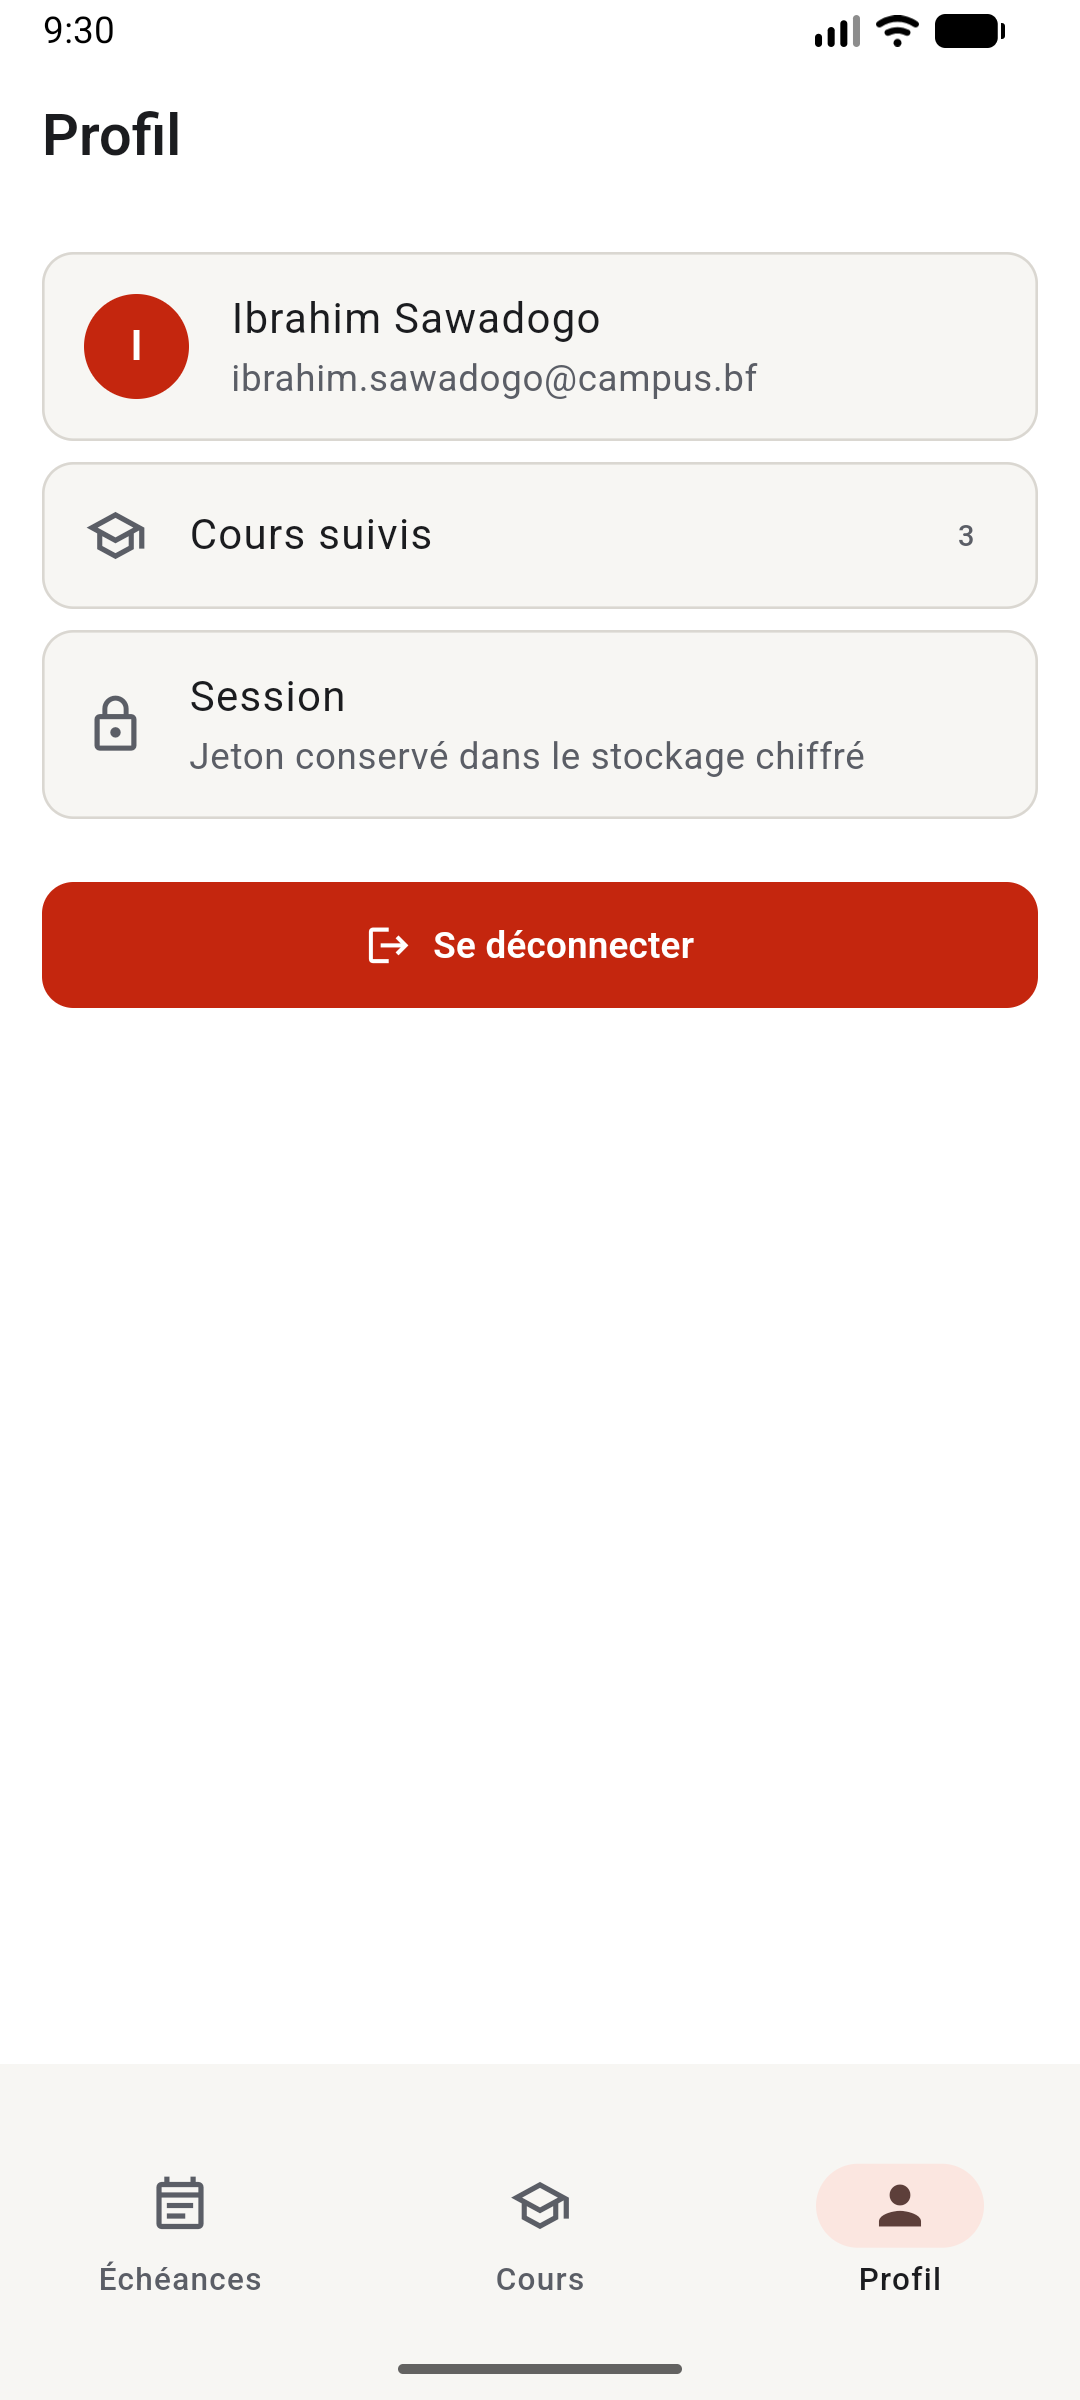 9:30
Profil
I
Ibrahim Sawadogo
ibrahim.sawadogo@campus.bf
Cours suivis
3
Session
Jeton conservé dans le stockage chiffré
Se déconnecter
Échéances
Cours
Profil